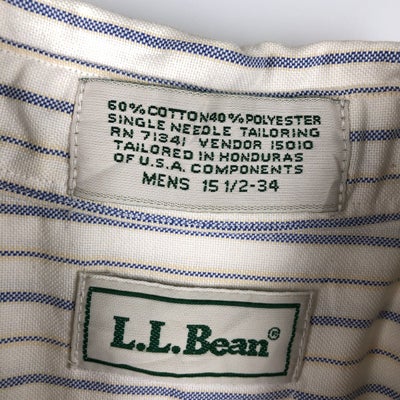 60% COTTON 40% POLYESTER
SINGLE NEEDLE TAILORING
RN 71341 VENDOR 15010
TAILORED IN HONDURAS
OF U.S.A. COMPONENTS
MENS 15 1/2-34
L.L.Bean®